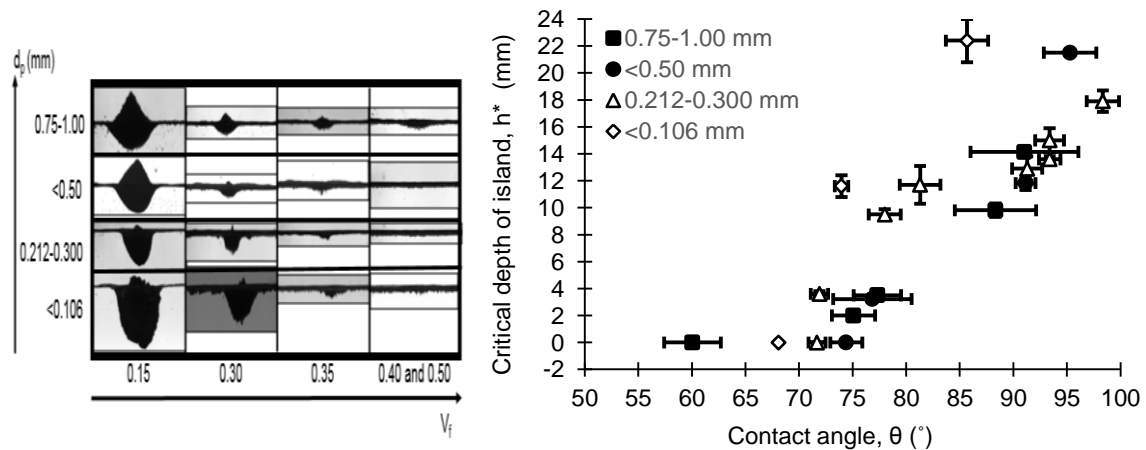 dp (mm)
0.75-1.00
<0.50
0.212-0.300
<0.106
0.15 0.30 0.35 0.40 and 0.50
Vf
Critical depth of island, h* (mm)
24
22
20
18
16
14
12
10
8
6
4
2
0
-2
0.75-1.00 mm
<0.50 mm
0.212-0.300 mm
<0.106 mm
50 55 60 65 70 75 80 85 90 95 100
Contact angle, θ (˚)